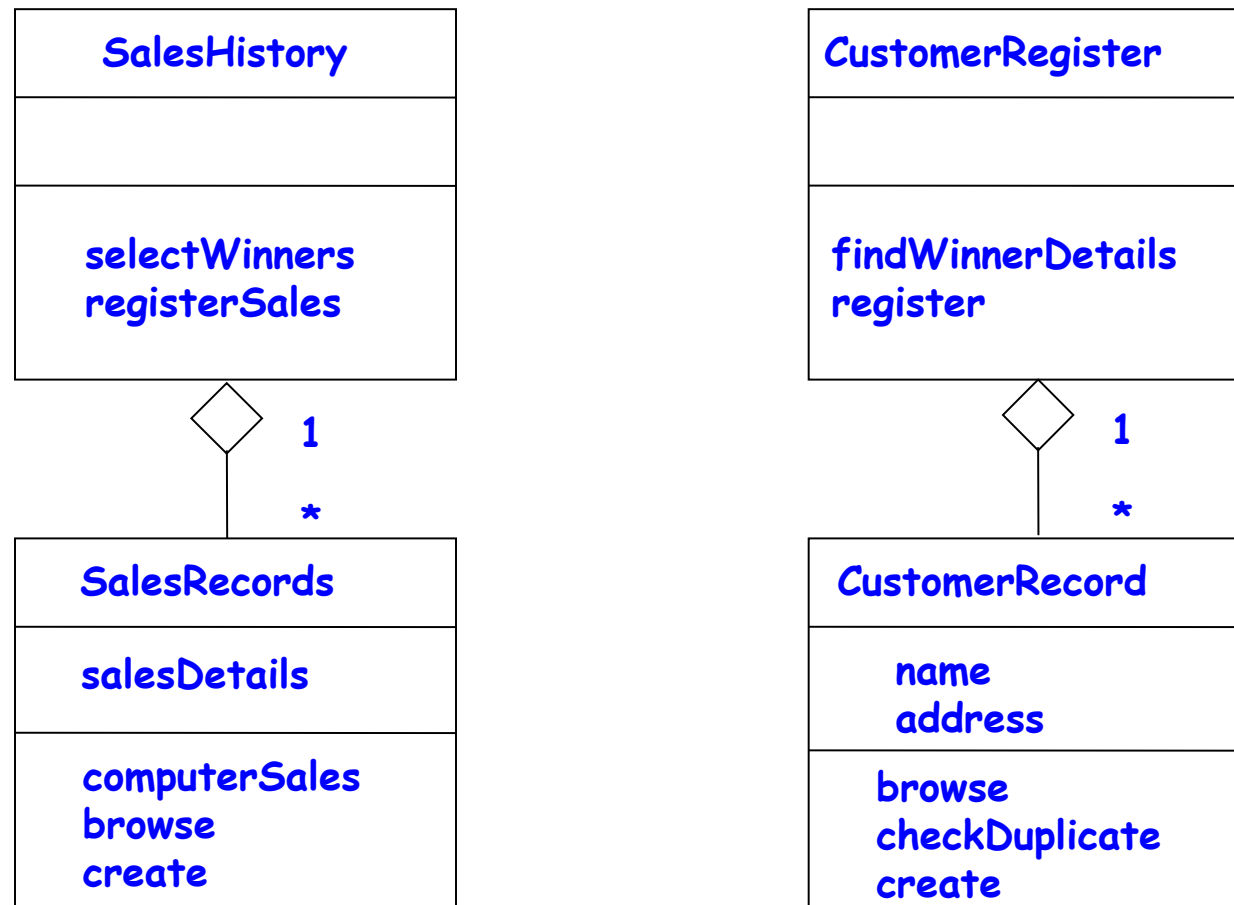 SalesHistory
selectWinners
registerSales
1
*
SalesRecords
salesDetails
computerSales
browse
create
CustomerRegister
findWinnerDetails
register
1
*
CustomerRecord
name
address
browse
checkDuplicate
create